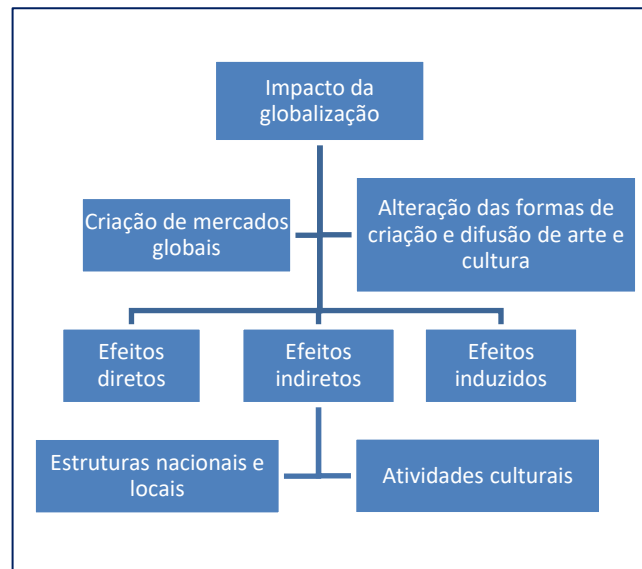 Impacto da
globalização
Criação de mercados
globais
Alteração das formas de
criação e difusão de arte e
cultura
Efeitos
diretos
Efeitos
indiretos
Efeitos
induzidos
Estruturas nacionais e
locais
Atividades culturais